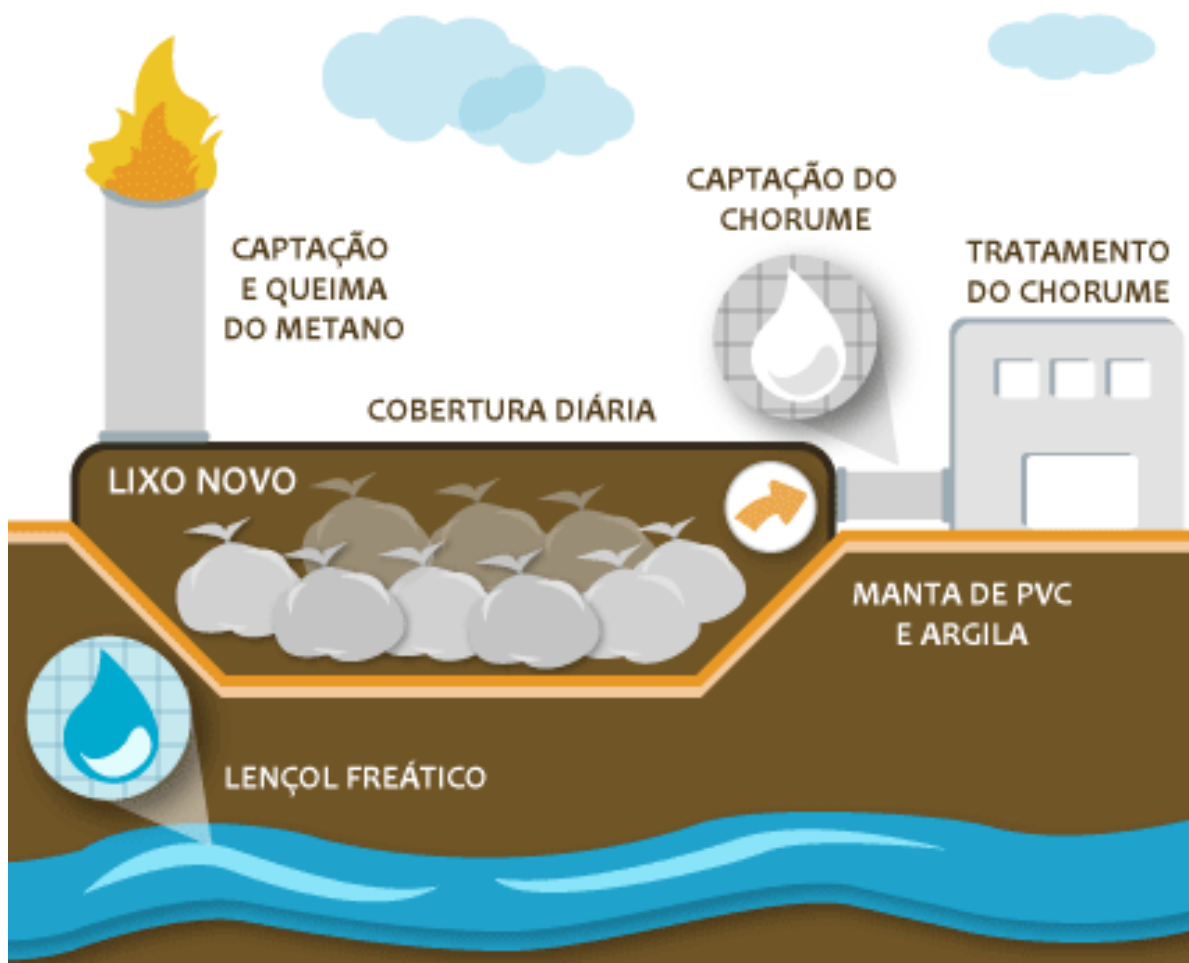 CAPTAÇÃO
E QUEIMA
DO METANO
CAPTAÇÃO DO
CHORUME
TRATAMENTO
DO CHORUME
COBERTURA DIÁRIA
LIXO NOVO
MANTA DE PVC
E ARGILA
LENÇOL FREÁTICO